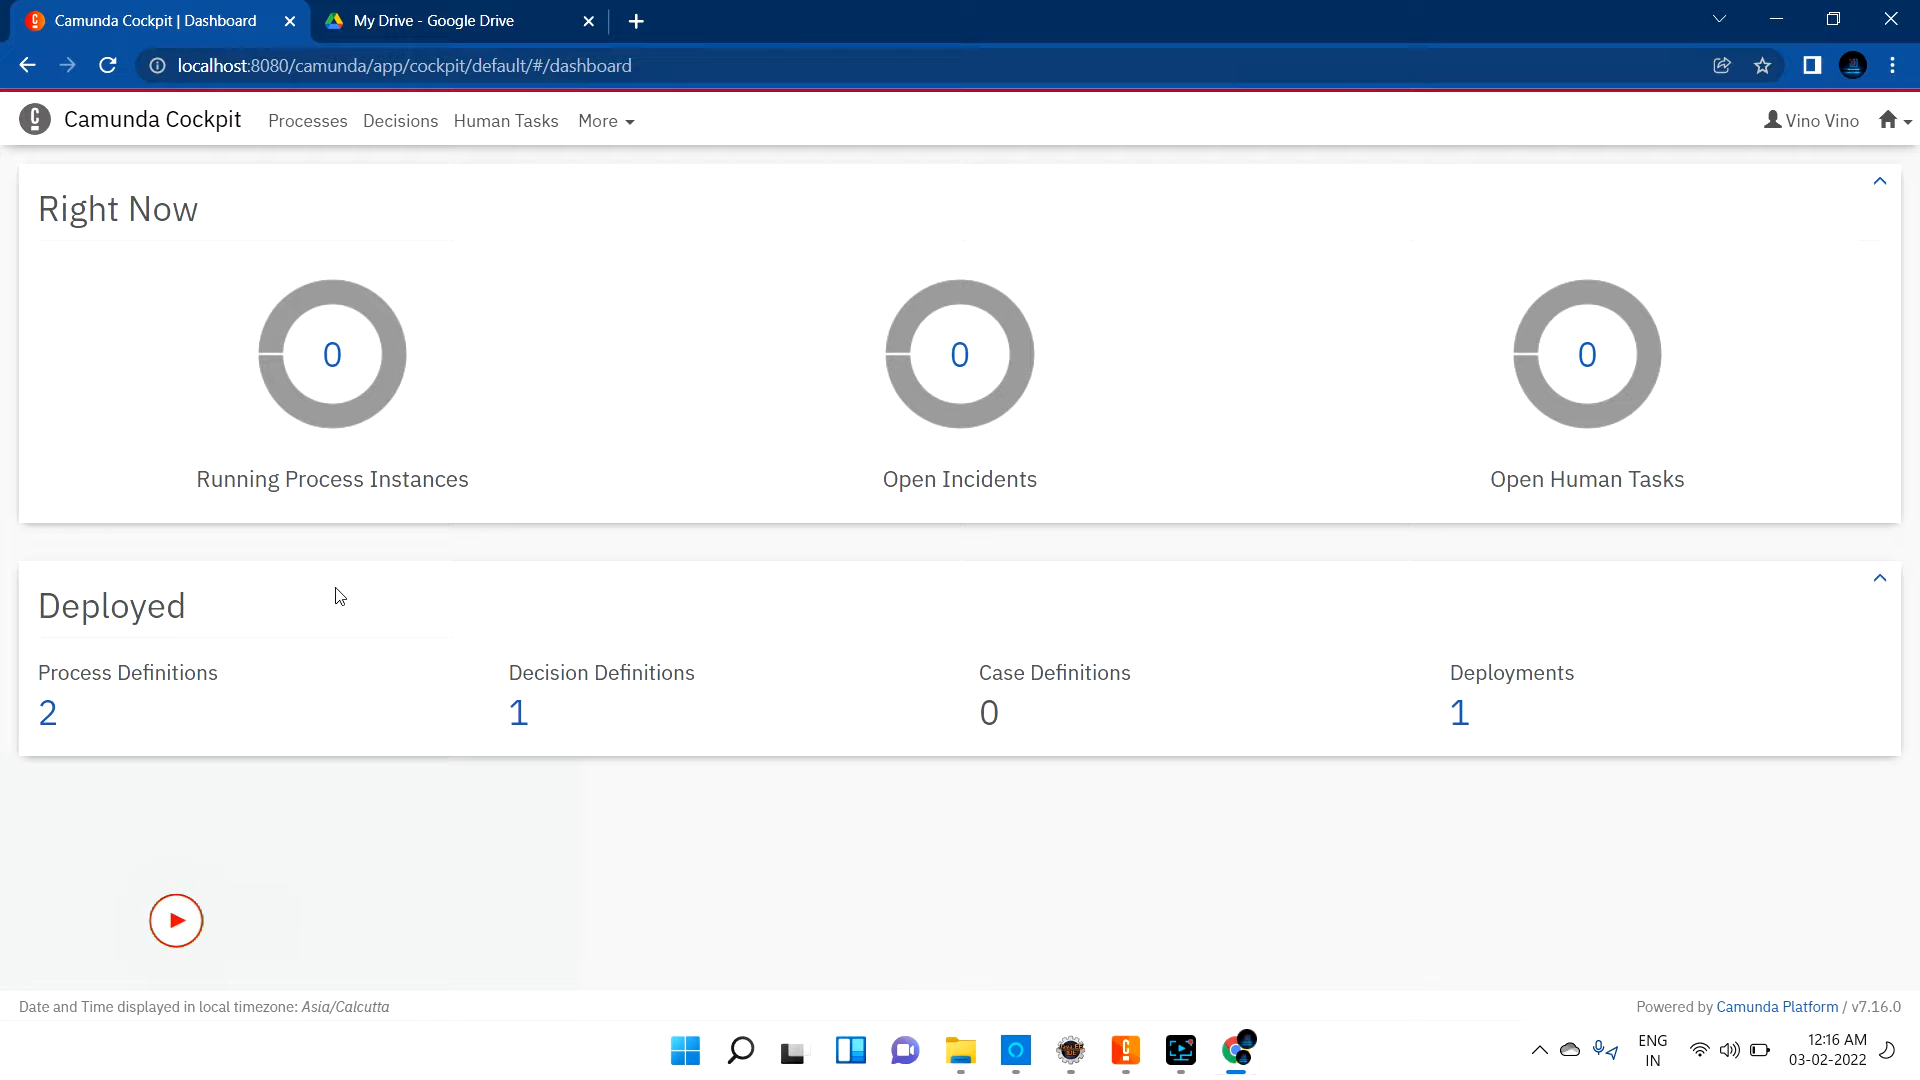 Camunda Cockpit | Dashboard
My Drive - Google Drive
localhost:8080/camunda/app/cockpit/default/#/dashboard
Camunda Cockpit Processes Decisions Human Tasks More
Vino Vino
Right Now
0 0 0
Running Process Instances Open Incidents Open Human Tasks
Deployed
Process Definitions Decision Definitions Case Definitions Deployments
2 1 0 1
Date and Time displayed in local timezone: Asia/Calcutta
Powered by Camunda Platform / v7.16.0
ENG
IN
12:16 AM
03-02-2022